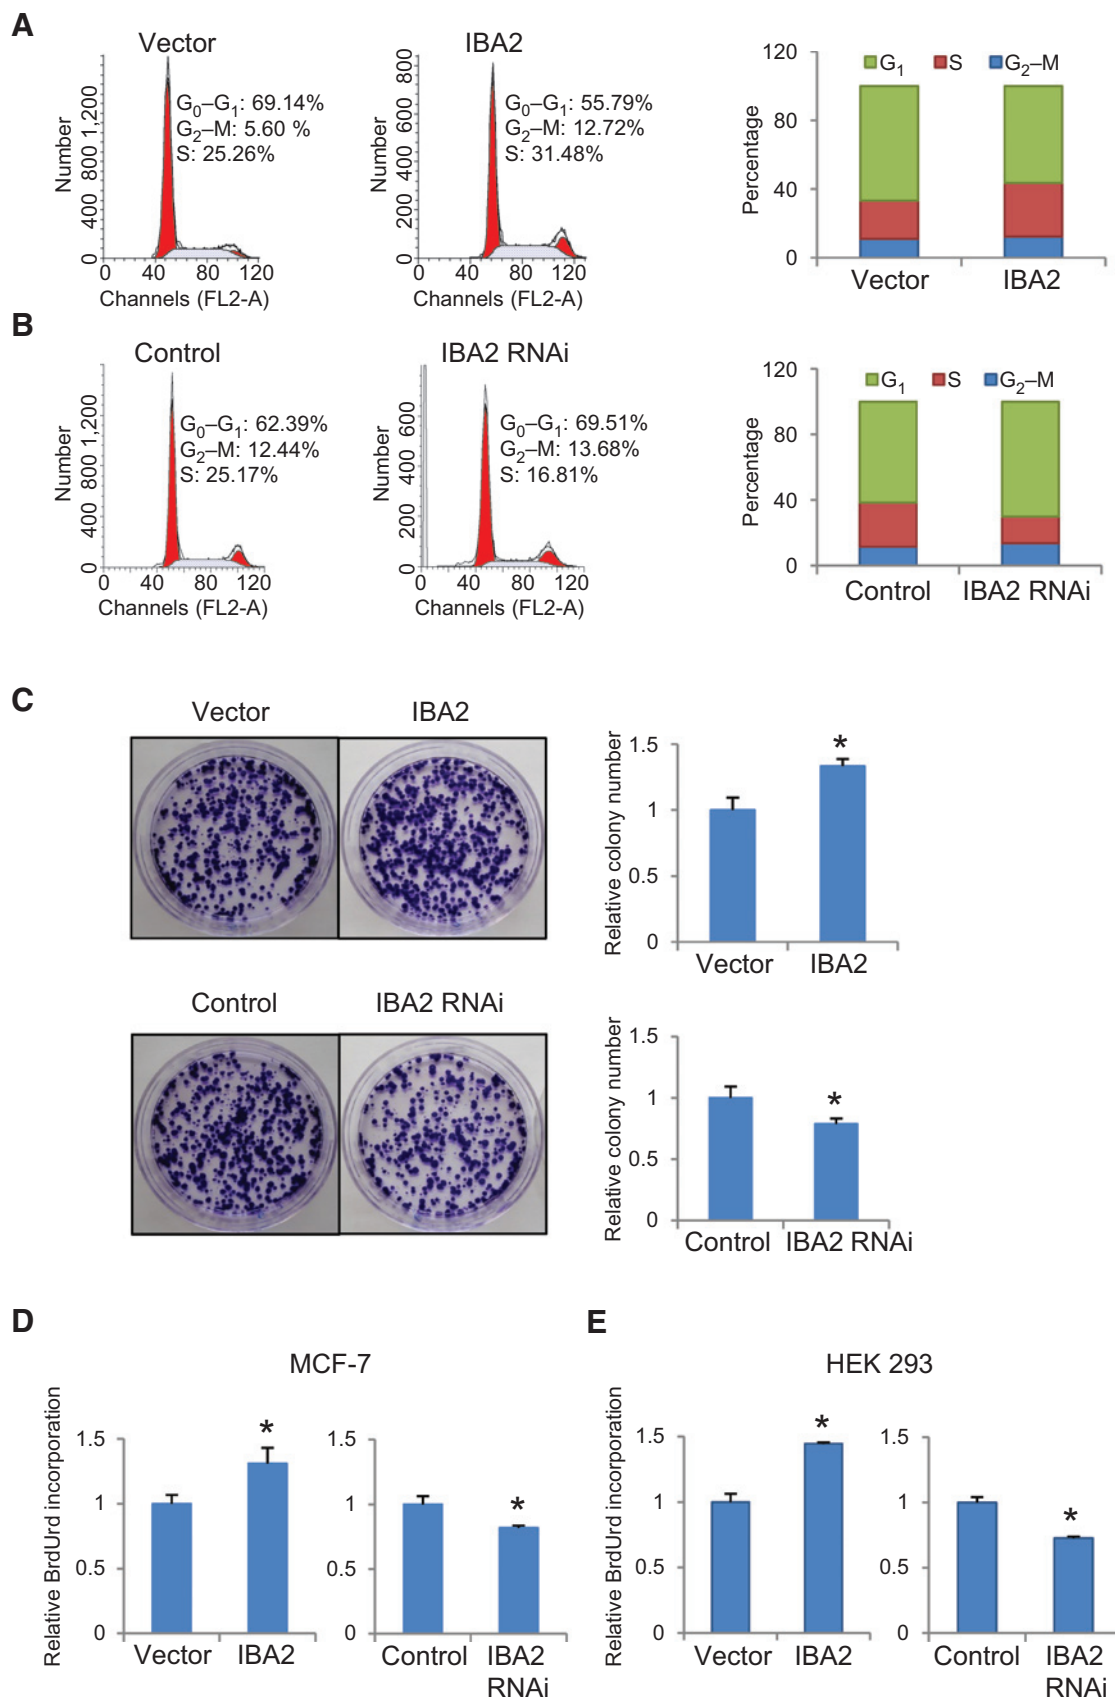 A
Vector
IBA2
Number
0 400 800 1,200
G0–G1: 69.14%
G2–M: 5.60 %
S: 25.26%
0 40 80 120
Channels (FL2-A)
Number
0 200 400 600 800
G0–G1: 55.79%
G2–M: 12.72%
S: 31.48%
0 40 80 120
Channels (FL2-A)
Percentage
120
80
40
0
G1 S G2–M
Vector IBA2
B
Control
IBA2 RNAi
Number
0 400 800 1,200
G0–G1: 62.39%
G2–M: 12.44%
S: 25.17%
0 40 80 120
Channels (FL2-A)
Number
0 200 400 600
G0–G1: 69.51%
G2–M: 13.68%
S: 16.81%
0 40 80 120
Channels (FL2-A)
Percentage
120
80
40
0
G1 S G2–M
Control IBA2 RNAi
C
Vector IBA2
Relative colony number
1.5
1
0.5
0
*
Vector IBA2
Control IBA2 RNAi
Relative colony number
1.5
1
0.5
0
*
Control IBA2 RNAi
D
MCF-7
Relative BrdUrd incorporation
1.5
1
0.5
0
*
Vector IBA2
1.5
1
0.5
0
*
Control IBA2
RNAi
E
HEK 293
Relative BrdUrd incorporation
1.5
1
0.5
0
*
Vector IBA2
1.5
1
0.5
0
*
Control IBA2
RNAi